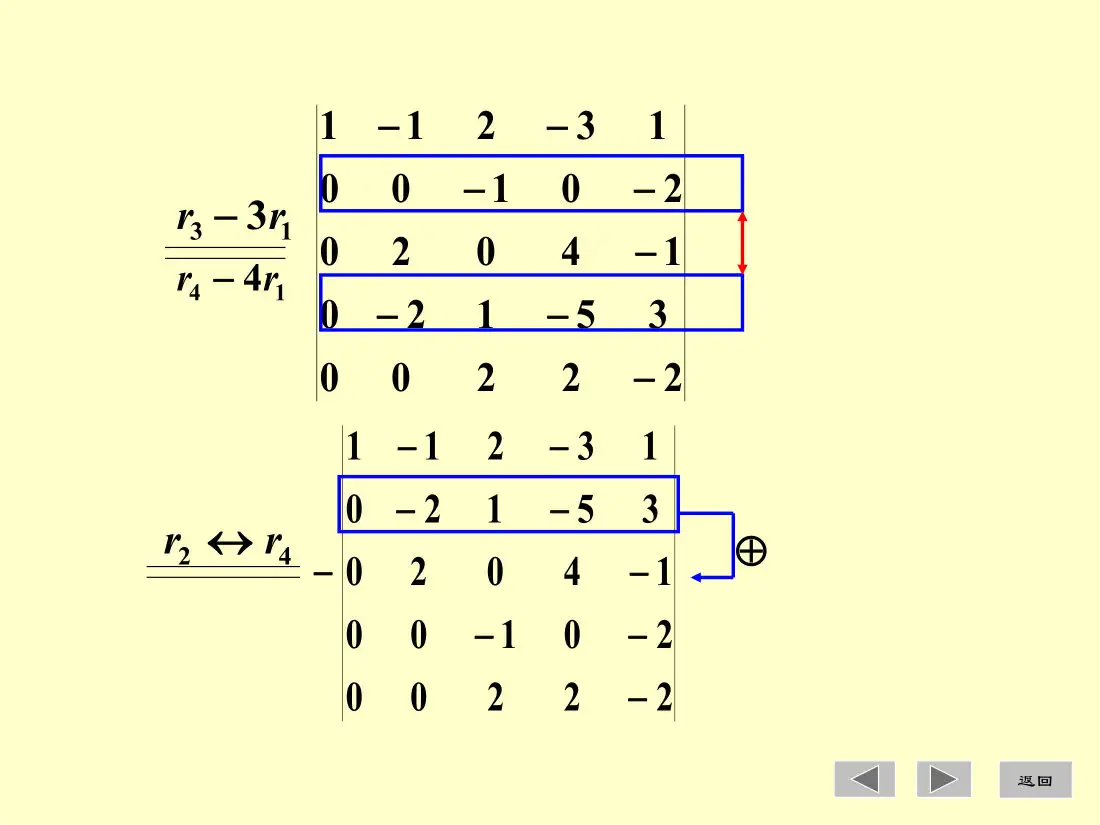 1 − 1 2 − 3 1
0 0 − 1 0 − 2
r₃ − 3r₁
0 2 0 4 − 1
r₄ − 4r₁
0 − 2 1 − 5 3
0 0 2 2 − 2
1 − 1 2 − 3 1
0 − 2 1 − 5 3
r₂ ↔ r₄
⊕
− 0 2 0 4 − 1
0 0 − 1 0 − 2
0 0 2 2 − 2
返回